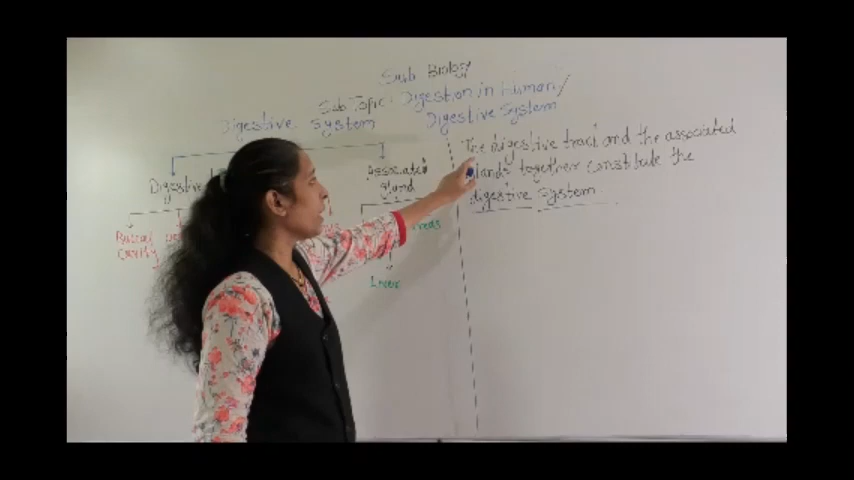 Sub Biology
Sub Topic: Digestion in Human/
Digestive System
Digestive System
Digestive
Associated
gland
Buccal
cavity
Liver
The digestive tract and the associated
glands together constitute the
digestive system